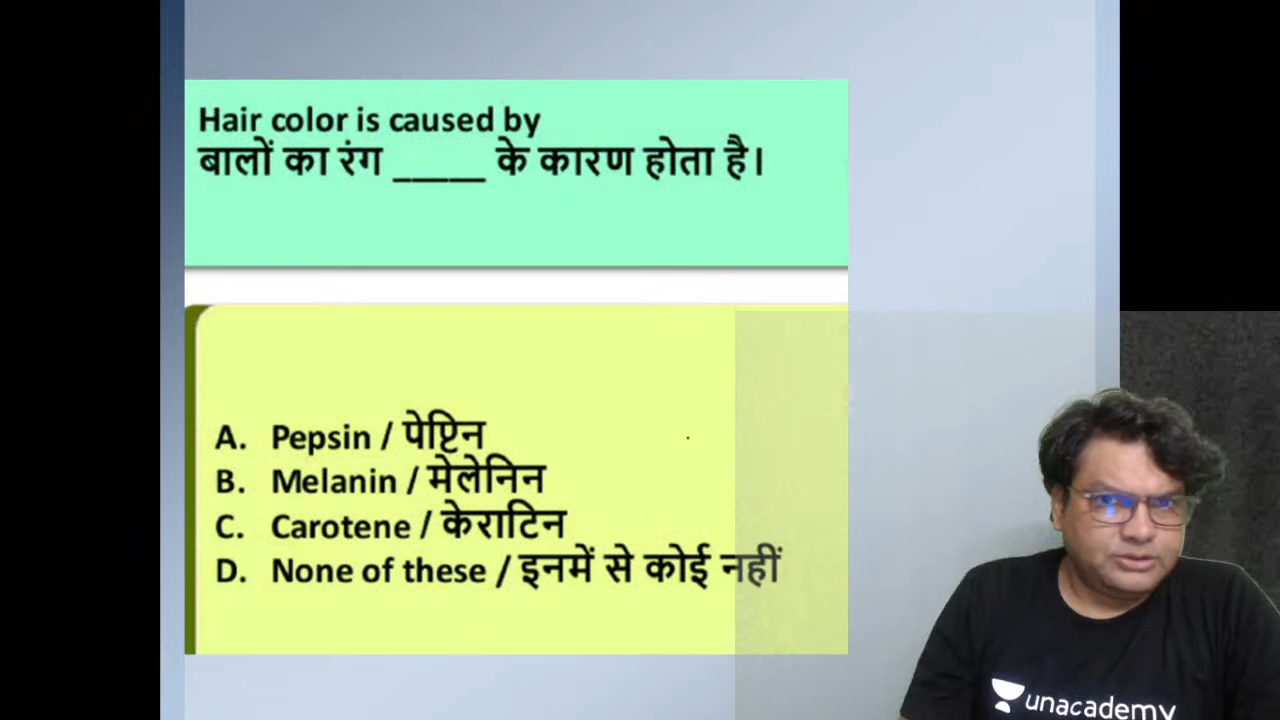 Hair color is caused by
बालों का रंग _____ के कारण होता है।
A. Pepsin / पेप्टिन
B. Melanin / मेलेनिन
C. Carotene / केराटिन
D. None of these / इनमें से कोई नहीं
unacademy